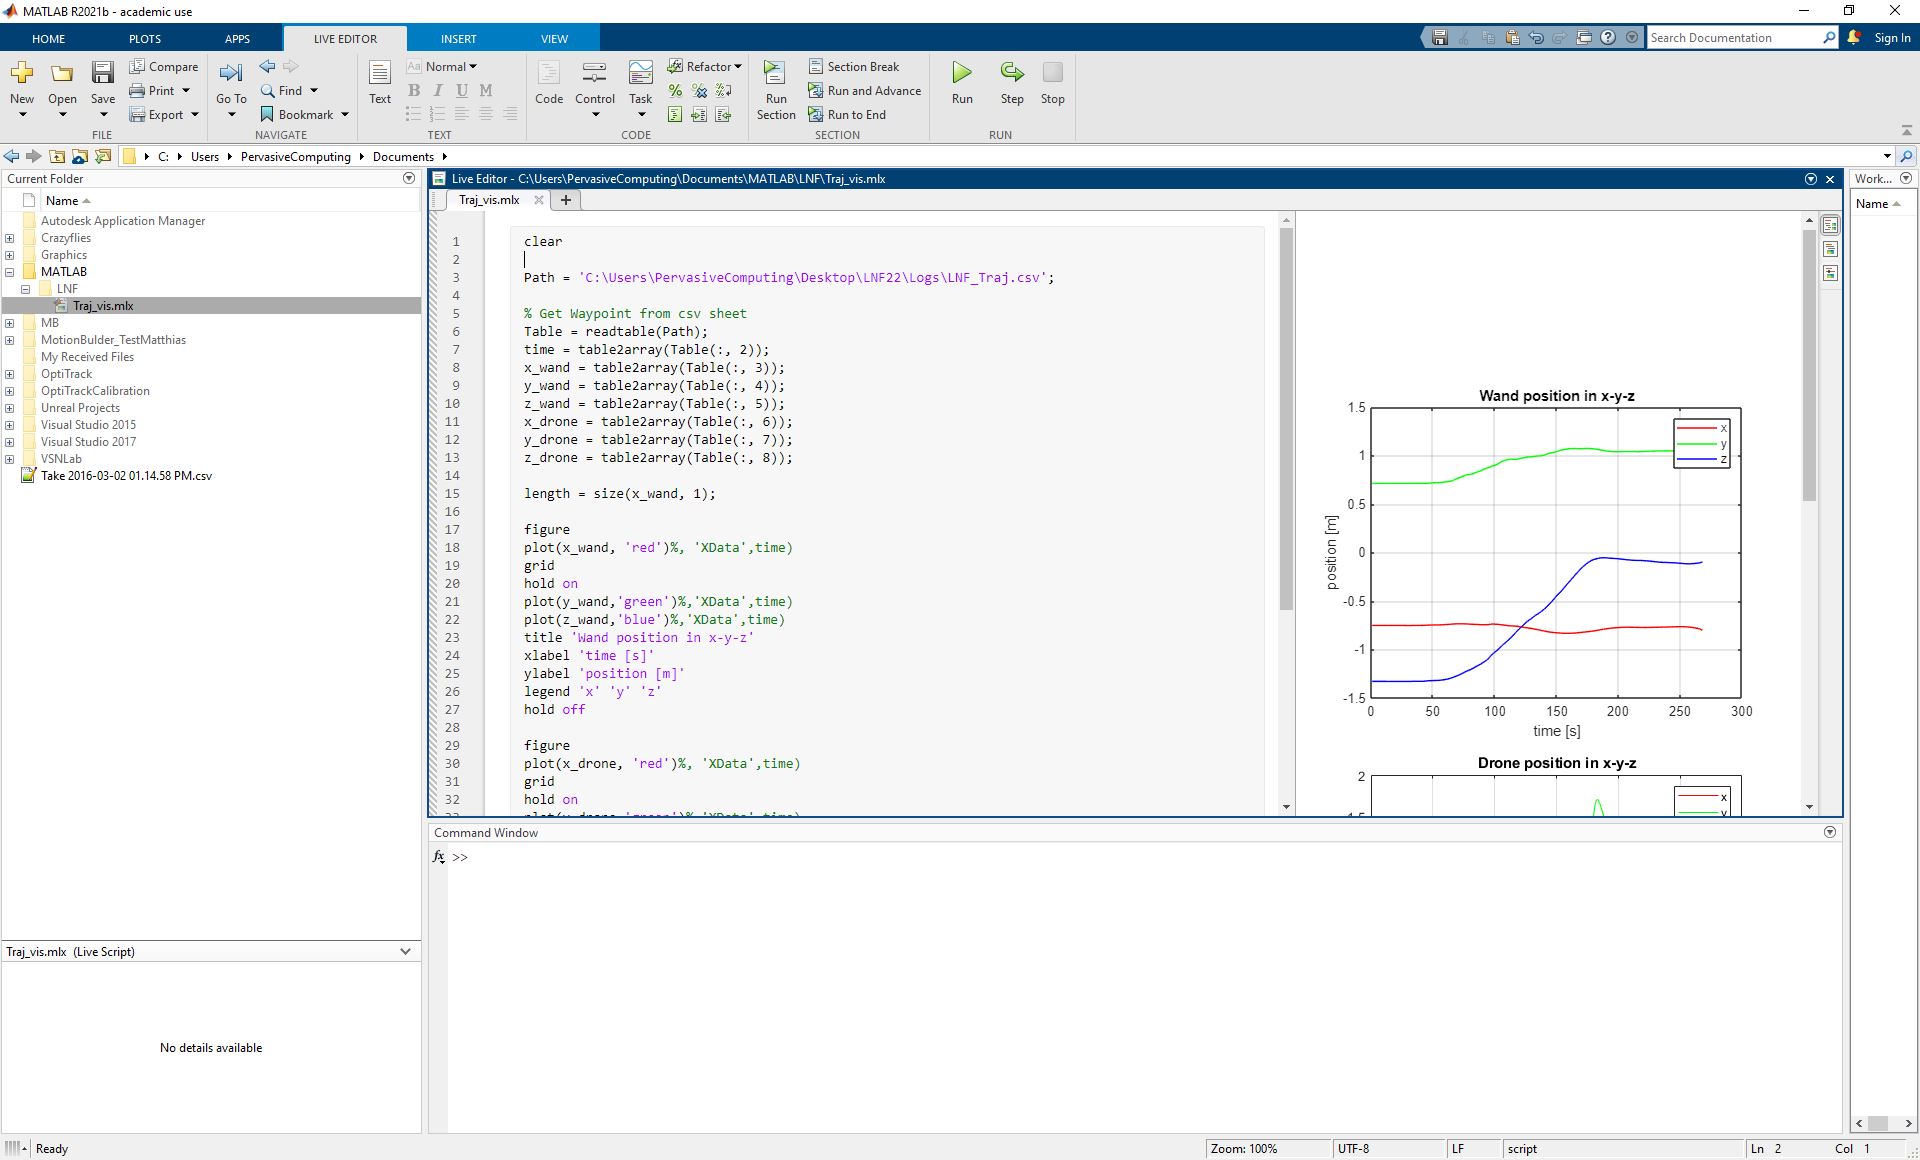 MATLAB R2021b - academic use
HOME PLOTS APPS LIVE EDITOR INSERT VIEW
Search Documentation
Sign In
New
Open
Save
Compare
Print
Export
FILE
Go To
Find
Bookmark
NAVIGATE
Text
Aa Normal
B I U M
TEXT
Code
Control
Task
Refactor
CODE
Run Section
Section Break
Run and Advance
Run to End
SECTION
Run
Step
Stop
RUN
C: Users PervasiveComputing Documents
Current Folder
Name
Autodesk Application Manager
Crazyflies
Graphics
MATLAB
LNF
Traj_vis.mlx
MB
MotionBulder_TestMatthias
My Received Files
OptiTrack
OptiTrackCalibration
Unreal Projects
Visual Studio 2015
Visual Studio 2017
VSNLab
Take 2016-03-02 01.14.58 PM.csv
Traj_vis.mlx (Live Script)
No details available
Live Editor - C:\Users\PervasiveComputing\Documents\MATLAB\LNF\Traj_vis.mlx
Traj_vis.mlx
1 clear
2
3 Path = 'C:\Users\PervasiveComputing\Desktop\LNF22\Logs\LNF_Traj.csv';
4
5 % Get Waypoint from csv sheet
6 Table = readtable(Path);
7 time = table2array(Table(:, 2));
8 x_wand = table2array(Table(:, 3));
9 y_wand = table2array(Table(:, 4));
10 z_wand = table2array(Table(:, 5));
11 x_drone = table2array(Table(:, 6));
12 y_drone = table2array(Table(:, 7));
13 z_drone = table2array(Table(:, 8));
14
15 length = size(x_wand, 1);
16
17 figure
18 plot(x_wand, 'red')%, 'XData',time)
19 grid
20 hold on
21 plot(y_wand,'green')%,'XData',time)
22 plot(z_wand,'blue')%,'XData',time)
23 title 'Wand position in x-y-z'
24 xlabel 'time [s]'
25 ylabel 'position [m]'
26 legend 'x' 'y' 'z'
27 hold off
28
29 figure
30 plot(x_drone, 'red')%, 'XData',time)
31 grid
32 hold on
Wand position in x-y-z
1.5
1
0.5
0
-0.5
-1
-1.5
position [m]
x
y
z
0 50 100 150 200 250 300
time [s]
Drone position in x-y-z
2
1.5
x
y
Work...
Name
Command Window
fx >>
Ready
Zoom: 100% UTF-8 LF script Ln 2 Col 1